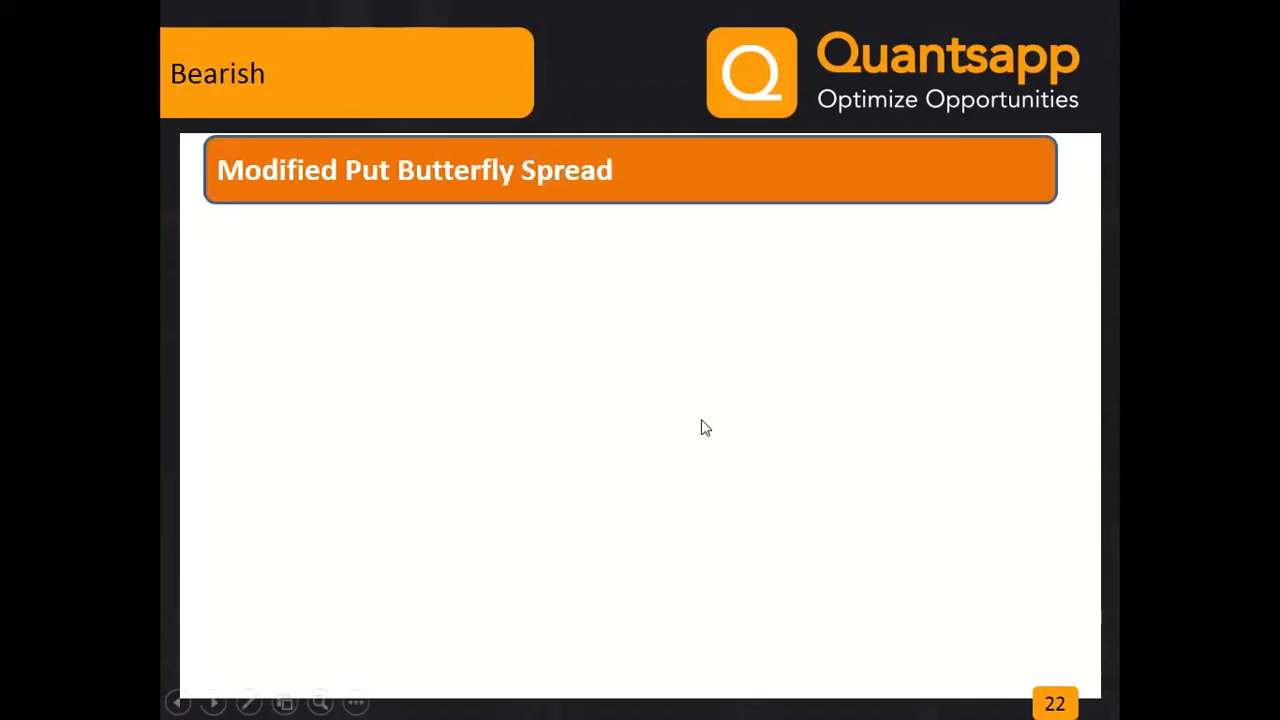 Bearish
Q Quantsapp
Optimize Opportunities
Modified Put Butterfly Spread
22